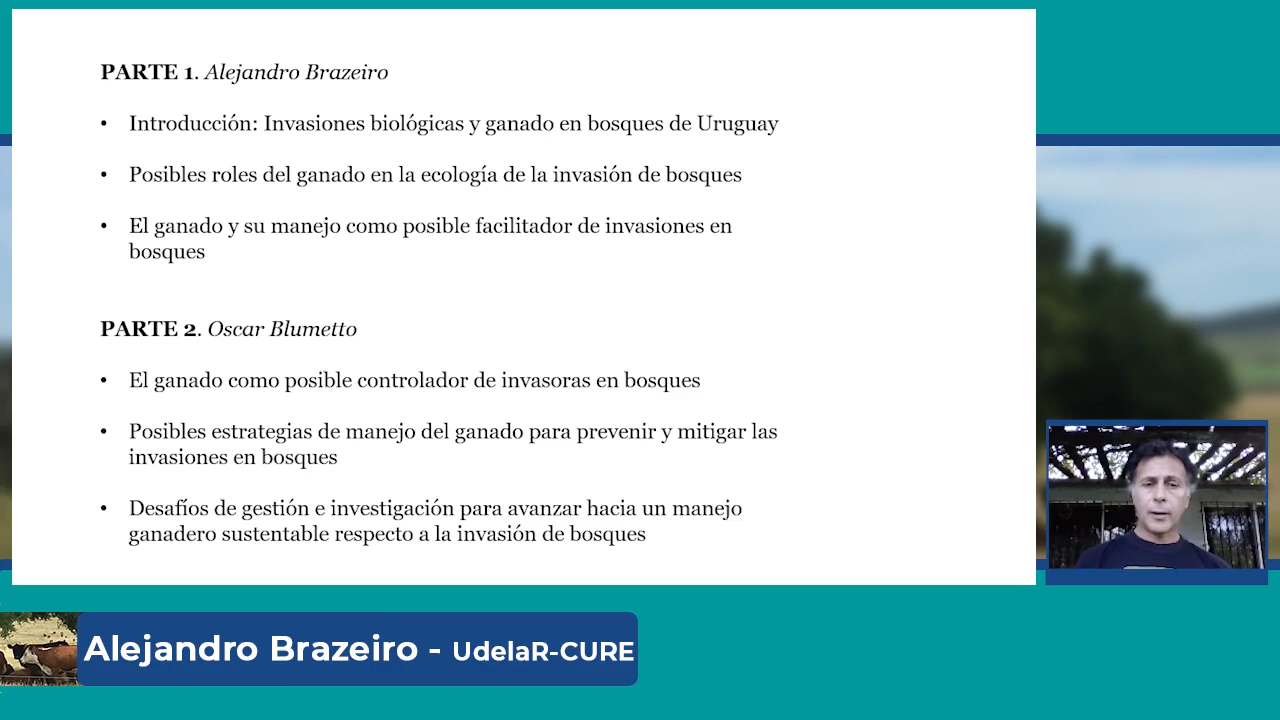 PARTE 1. Alejandro Brazeiro
• Introducción: Invasiones biológicas y ganado en bosques de Uruguay
• Posibles roles del ganado en la ecología de la invasión de bosques
• El ganado y su manejo como posible facilitador de invasiones en
bosques
PARTE 2. Oscar Blumetto
• El ganado como posible controlador de invasoras en bosques
• Posibles estrategias de manejo del ganado para prevenir y mitigar las
invasiones en bosques
• Desafíos de gestión e investigación para avanzar hacia un manejo
ganadero sustentable respecto a la invasión de bosques
Alejandro Brazeiro - UdelaR-CURE